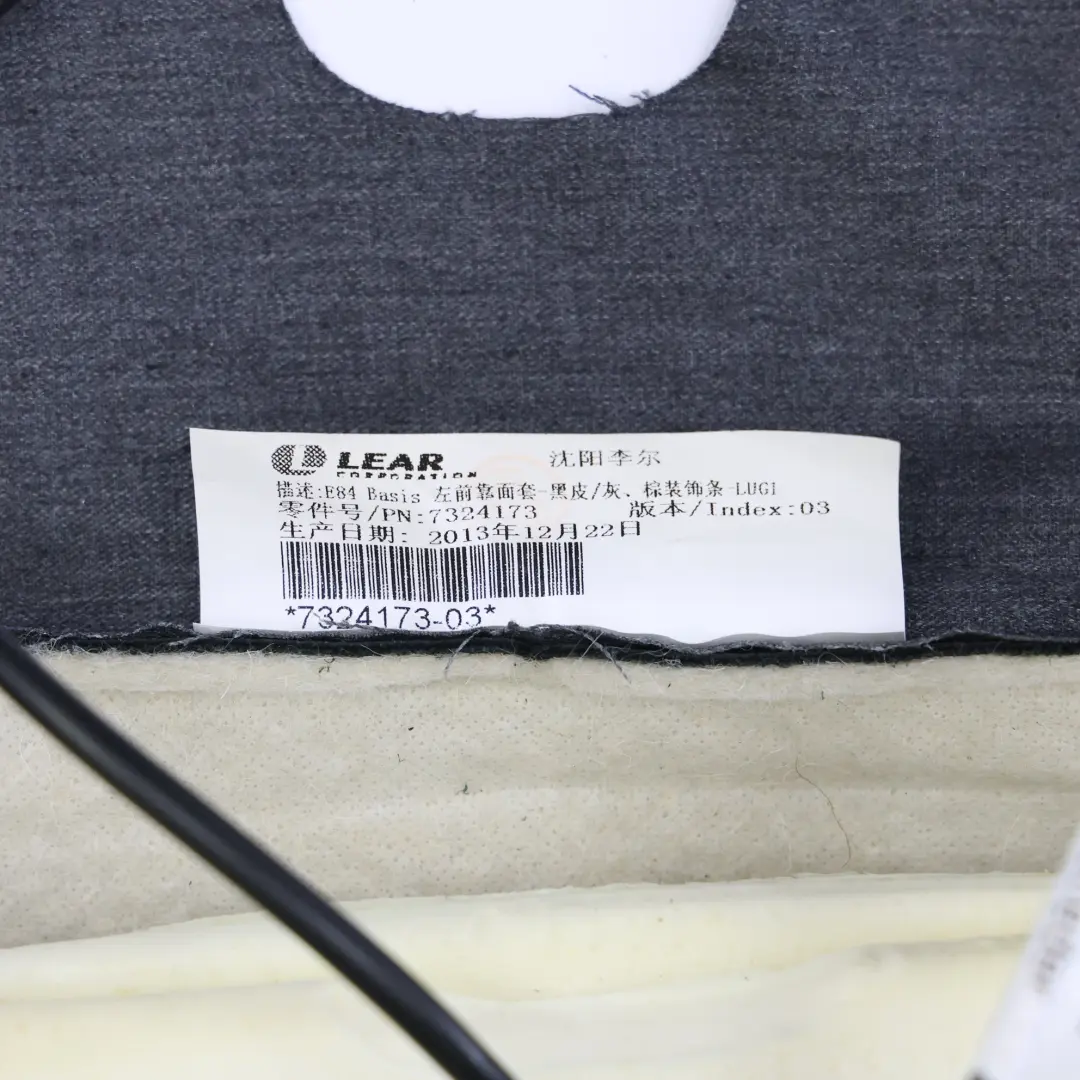 LEAR 沈阳李尔
CORPORATION
描述:E84 Basis 左前靠面套-黑皮/灰、棕装饰条-LUGI
零件号/PN:7324173 版本/Index:03
生产日期: 2013年12月22日
*7324173-03*